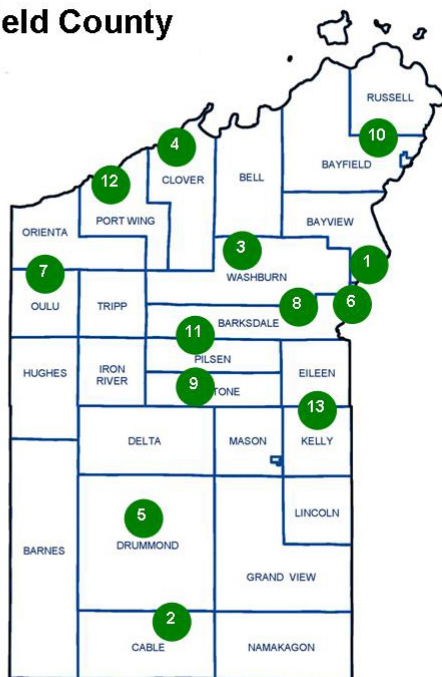 eld County
RUSSELL
10
4
BAYFIELD
12
CLOVER
BELL
PORT WING
BAYVIEW
ORIENTA
3
1
7
WASHBURN
OULU
TRIPP
8
6
BARKSDALE
11
PILSEN
HUGHES
IRON
RIVER
EILEEN
9
TONE
13
DELTA
MASON
KELLY
5
LINCOLN
DRUMMOND
BARNES
GRAND VIEW
2
CABLE
NAMAKAGON